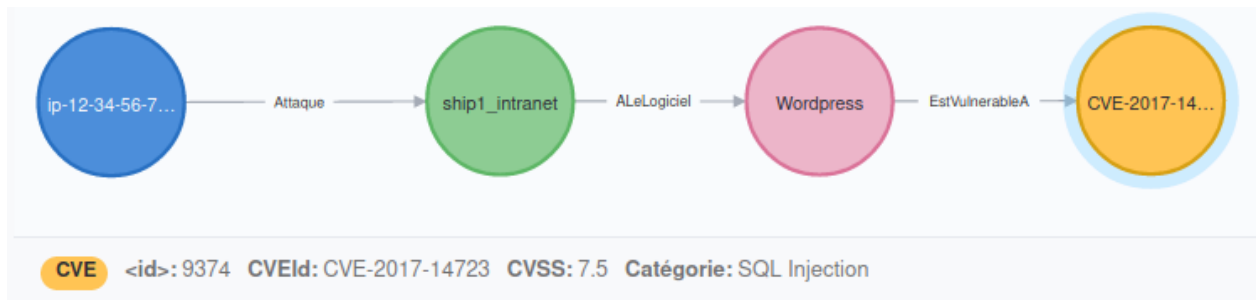 ip-12-34-56-7... Attaque ship1_intranet ALeLogiciel Wordpress EstVulnerableA CVE-2017-14...
CVE <id>: 9374 CVEId: CVE-2017-14723 CVSS: 7.5 Catégorie: SQL Injection